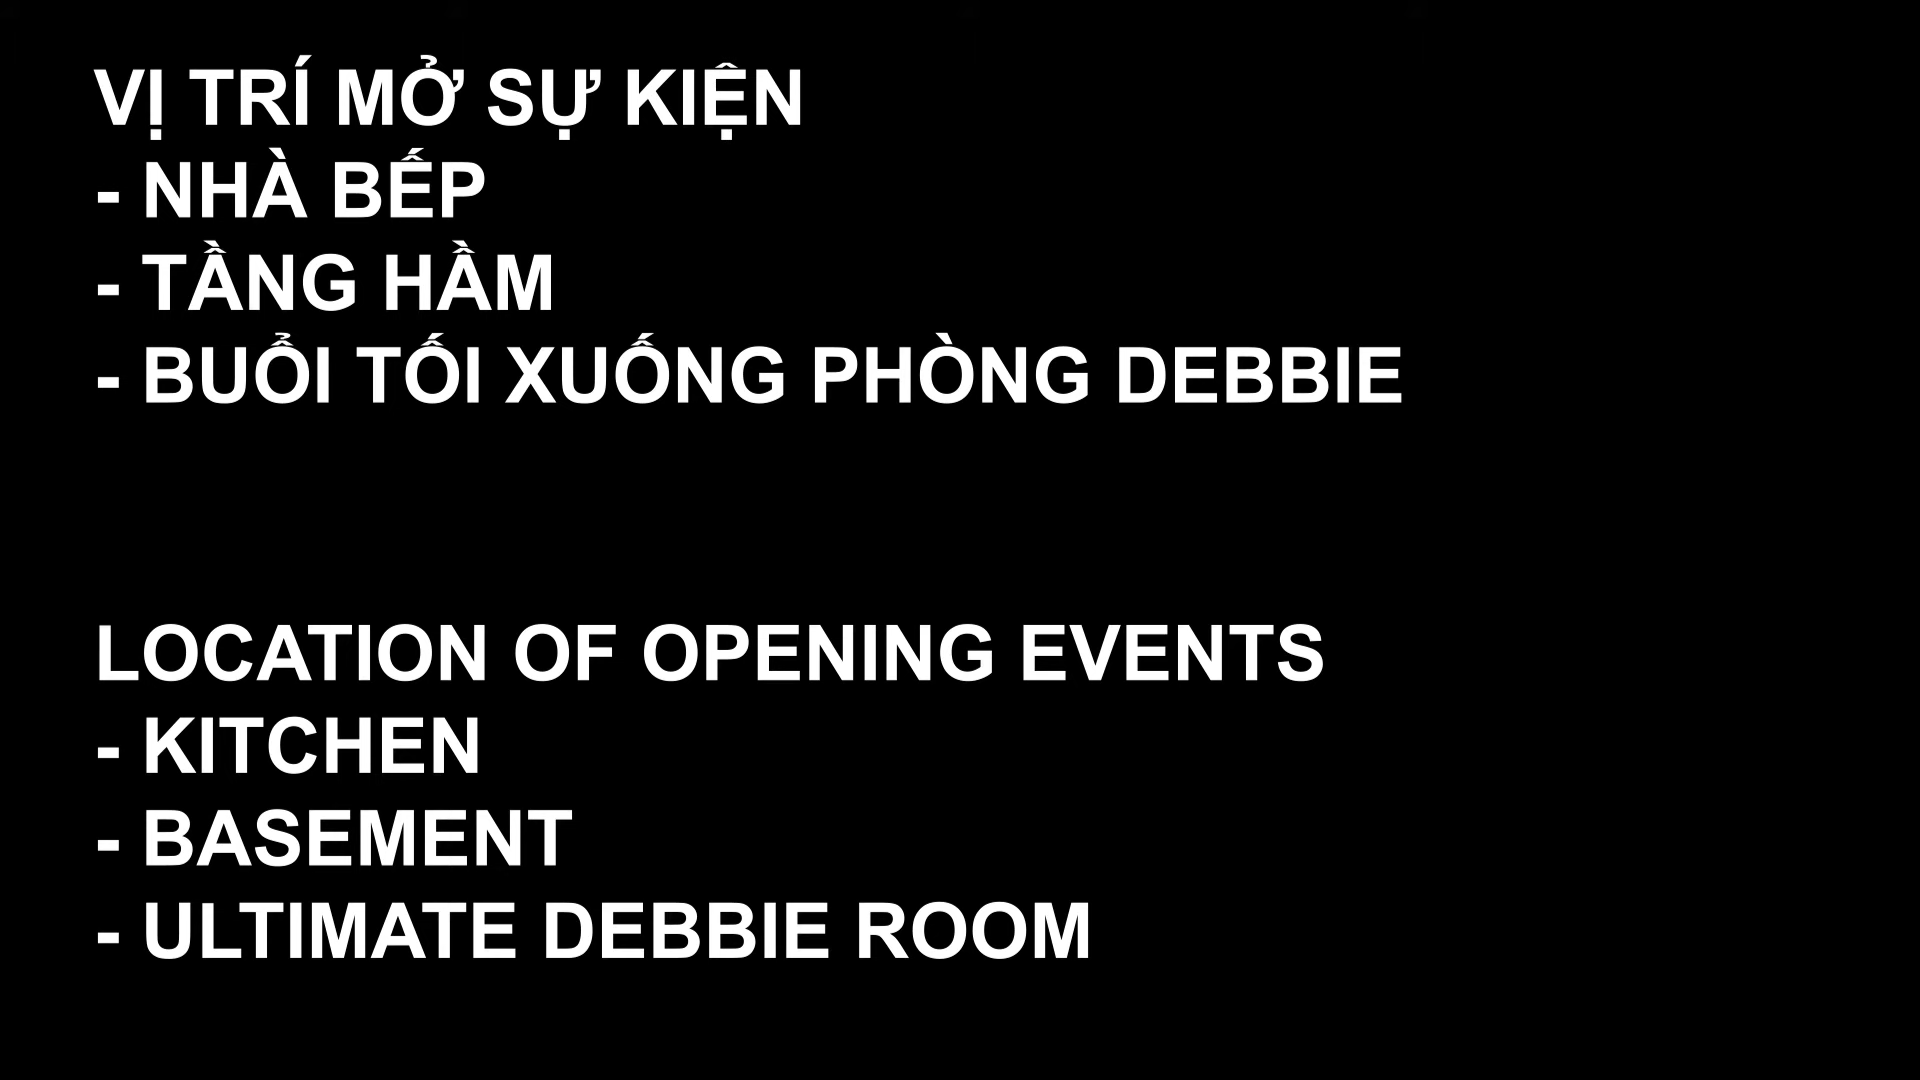 VỊ TRÍ MỞ SỰ KIỆN
- NHÀ BẾP
- TẦNG HẦM
- BUỔI TỐI XUỐNG PHÒNG DEBBIE
LOCATION OF OPENING EVENTS
- KITCHEN
- BASEMENT
- ULTIMATE DEBBIE ROOM